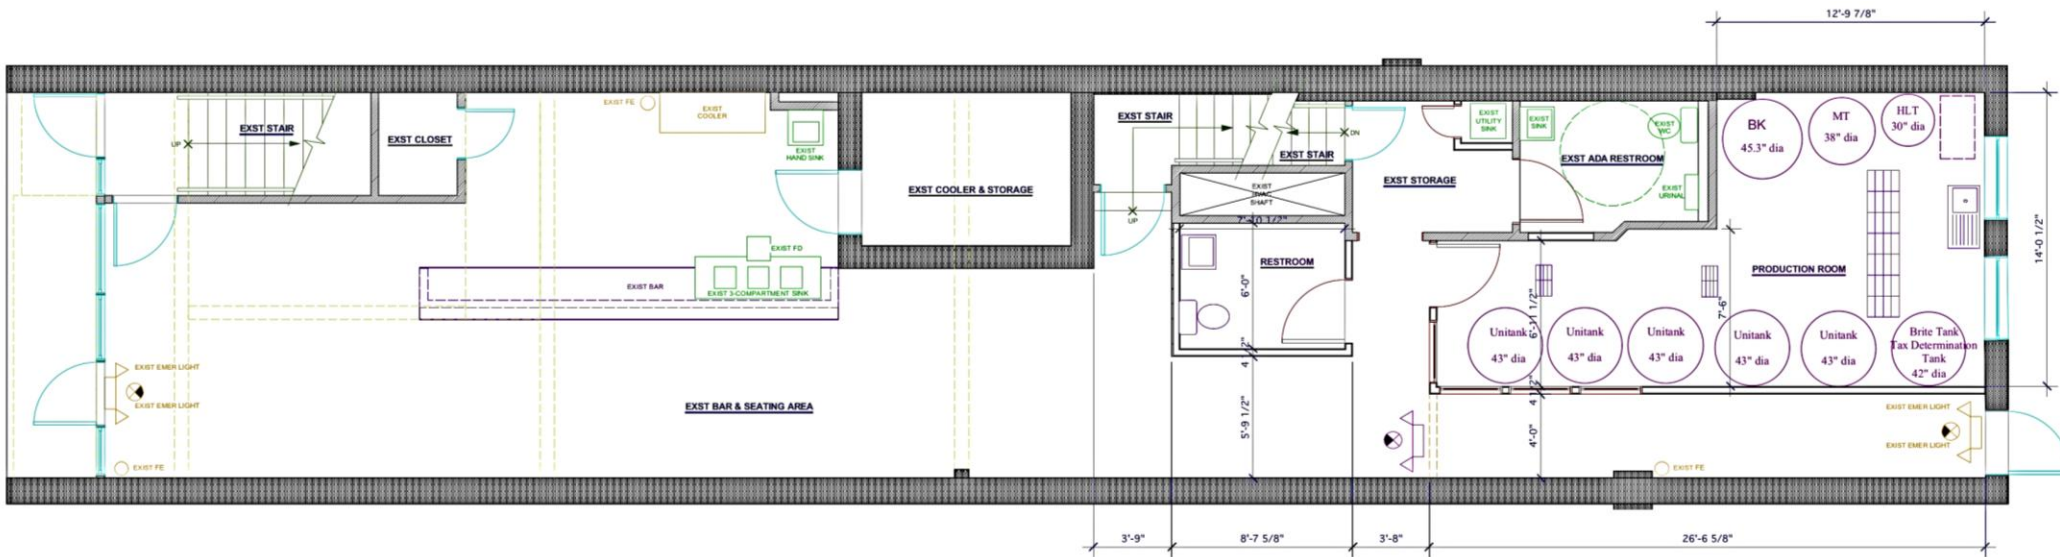 12'-9 7/8"
EXIST FE
EXIST
COOLER
EXST STAIR
UP
EXST CLOSET
EXIST
HAND SINK
EXST COOLER & STORAGE
EXST STAIR
EXST STAIR
DN
UP
EXIST
HVAC
SHAFT
7'-10 1/2"
EXST STORAGE
EXIST
UTILITY
SINK
EXIST
SINK
EXIST
WC
EXST ADA RESTROOM
EXIST
URINAL
BK
45.3" dia
MT
38" dia
HLT
30" dia
14'-0 1/2"
EXIST FD
EXIST BAR
EXIST 3-COMPARTMENT SINK
RESTROOM
6'-0"
PRODUCTION ROOM
6'-11 1/2"
7'-6"
Unitank
43" dia
Unitank
43" dia
Unitank
43" dia
Unitank
43" dia
Unitank
43" dia
Brite Tank
Tax Determination
Tank
42" dia
EXIST EMER LIGHT
EXIST EMER LIGHT
EXST BAR & SEATING AREA
5'-9 1/2"
4'-0"
EXIST EMER LIGHT
EXIST EMER LIGHT
EXIST FE
EXIST FE
3'-9"
8'-7 5/8"
3'-8"
26'-6 5/8"